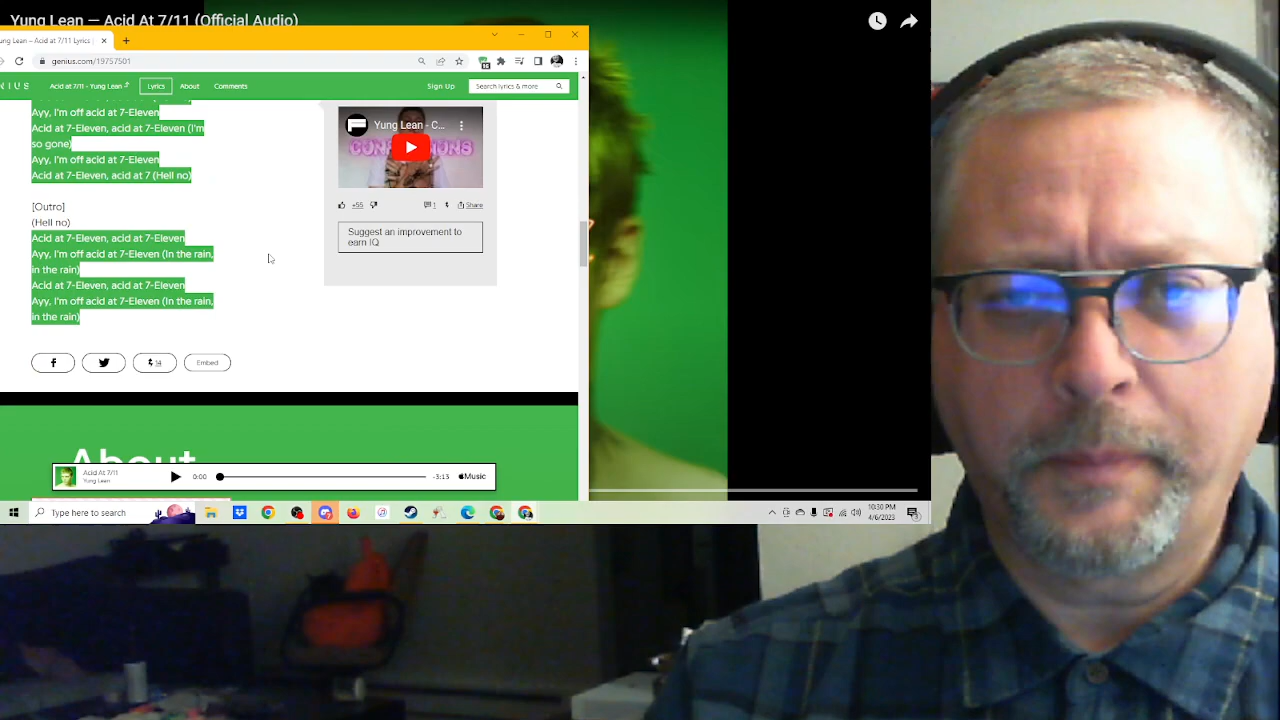 Yung Lean — Acid At 7/11 (Official Audio)
ung Lean – Acid at 7/11 Lyrics |
genius.com/19757501
NIUS
Acid at 7/11 - Yung Lean
Lyrics
About
Comments
Sign Up
Search lyrics & more
Ayy, I'm off acid at 7-Eleven
Acid at 7-Eleven, acid at 7-Eleven (I'm
so gone)
Ayy, I'm off acid at 7-Eleven
Acid at 7-Eleven, acid at 7 (Hell no)
[Outro]
(Hell no)
Acid at 7-Eleven, acid at 7-Eleven
Ayy, I'm off acid at 7-Eleven (In the rain,
in the rain)
Acid at 7-Eleven, acid at 7-Eleven
Ayy, I'm off acid at 7-Eleven (In the rain,
in the rain)
14
Embed
Yung Lean - C...
+55
1
Share
Suggest an improvement to
earn IQ
About
Acid At 7/11
Yung Lean
0:00
-3:13
Music
Type here to search
10:30 PM
4/6/2023